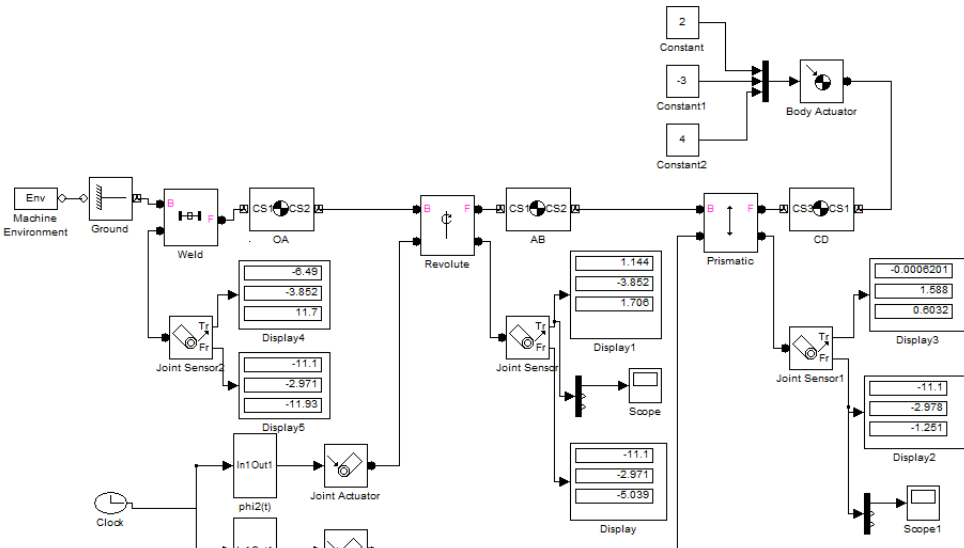 2
Constant
-3
Constant1
4
Constant2
Body Actuator
Env
Machine
Environment
Ground
B
F
Weld
CS1 CS2
OA
B
F
Revolute
CS1 CS2
AB
B
F
Prismatic
CS3 CS1
CD
-6.49
-3.852
11.7
Display4
Tr
Fr
Joint Sensor2
-11.1
-2.971
-11.93
Display5
1.144
-3.852
1.706
Display1
Tr
Fr
Joint Sensor
Scope
-11.1
-2.971
-5.039
Display
-0.0006201
1.588
0.6032
Display3
Tr
Fr
Joint Sensor1
-11.1
-2.978
-1.251
Display2
Scope1
In1Out1
phi2(t)
Joint Actuator
Clock
In1Out1